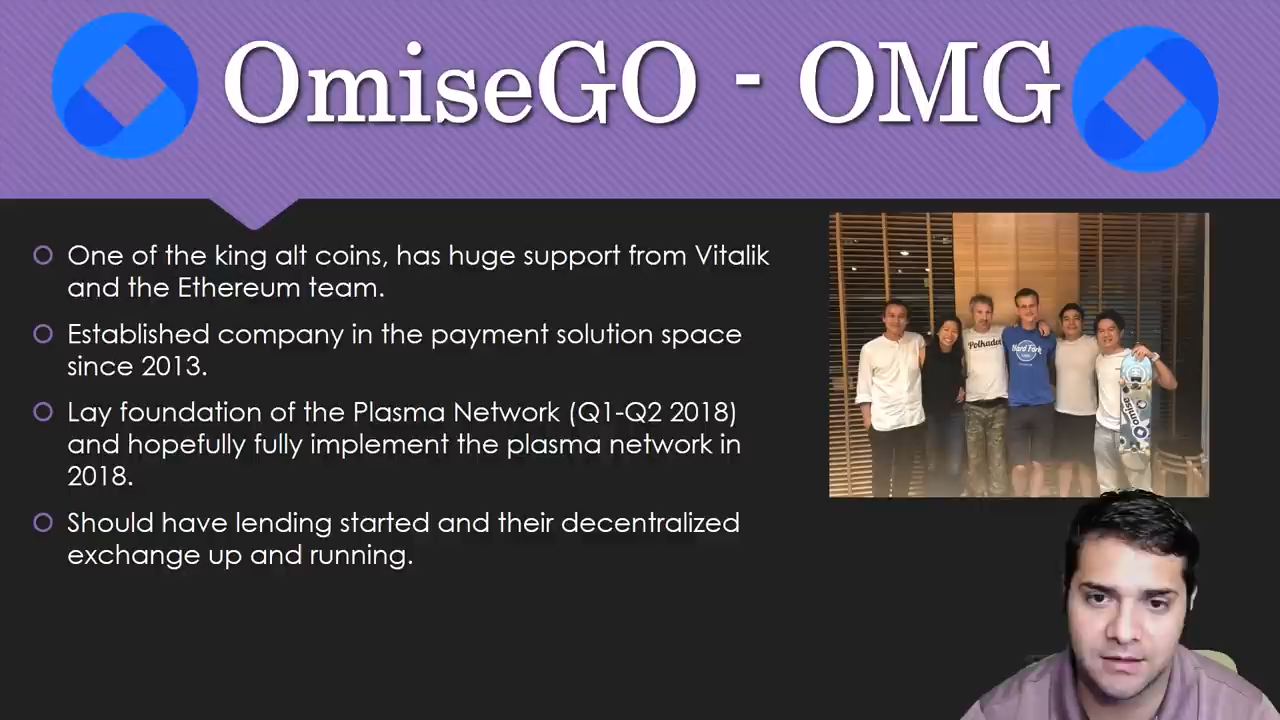 OmiseGO - OMG
One of the king alt coins, has huge support from Vitalik
and the Ethereum team.
Established company in the payment solution space
since 2013.
Lay foundation of the Plasma Network (Q1-Q2 2018)
and hopefully fully implement the plasma network in
2018.
Should have lending started and their decentralized
exchange up and running.
Polkadot
Hard Fork
Omise